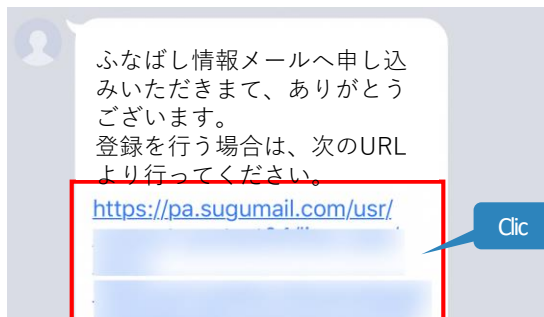 ふなばし情報メールへ申し込
みいただきまて、ありがとう
ございます。
登録を行う場合は、次のURL
より行ってください。
https://pa.sugumail.com/usr/
Clic